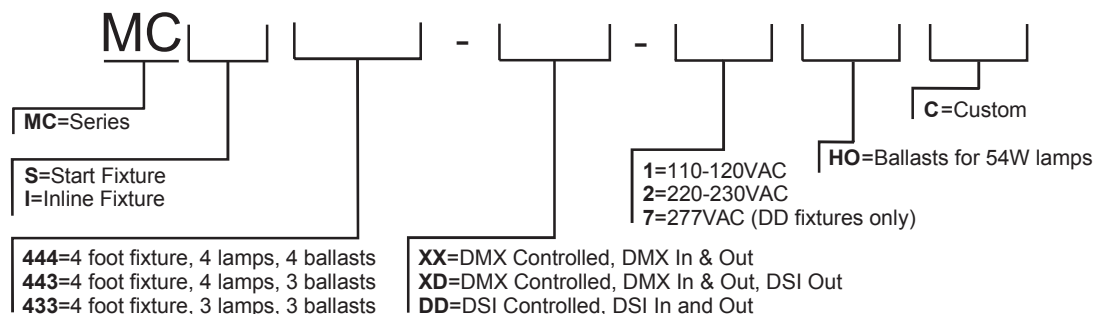 MC - -
MC=Series
C=Custom
HO=Ballasts for 54W lamps
S=Start Fixture
I=Inline Fixture
1=110-120VAC
2=220-230VAC
7=277VAC (DD fixtures only)
444=4 foot fixture, 4 lamps, 4 ballasts
443=4 foot fixture, 4 lamps, 3 ballasts
433=4 foot fixture, 3 lamps, 3 ballasts
XX=DMX Controlled, DMX In & Out
XD=DMX Controlled, DMX In & Out, DSI Out
DD=DSI Controlled, DSI In and Out